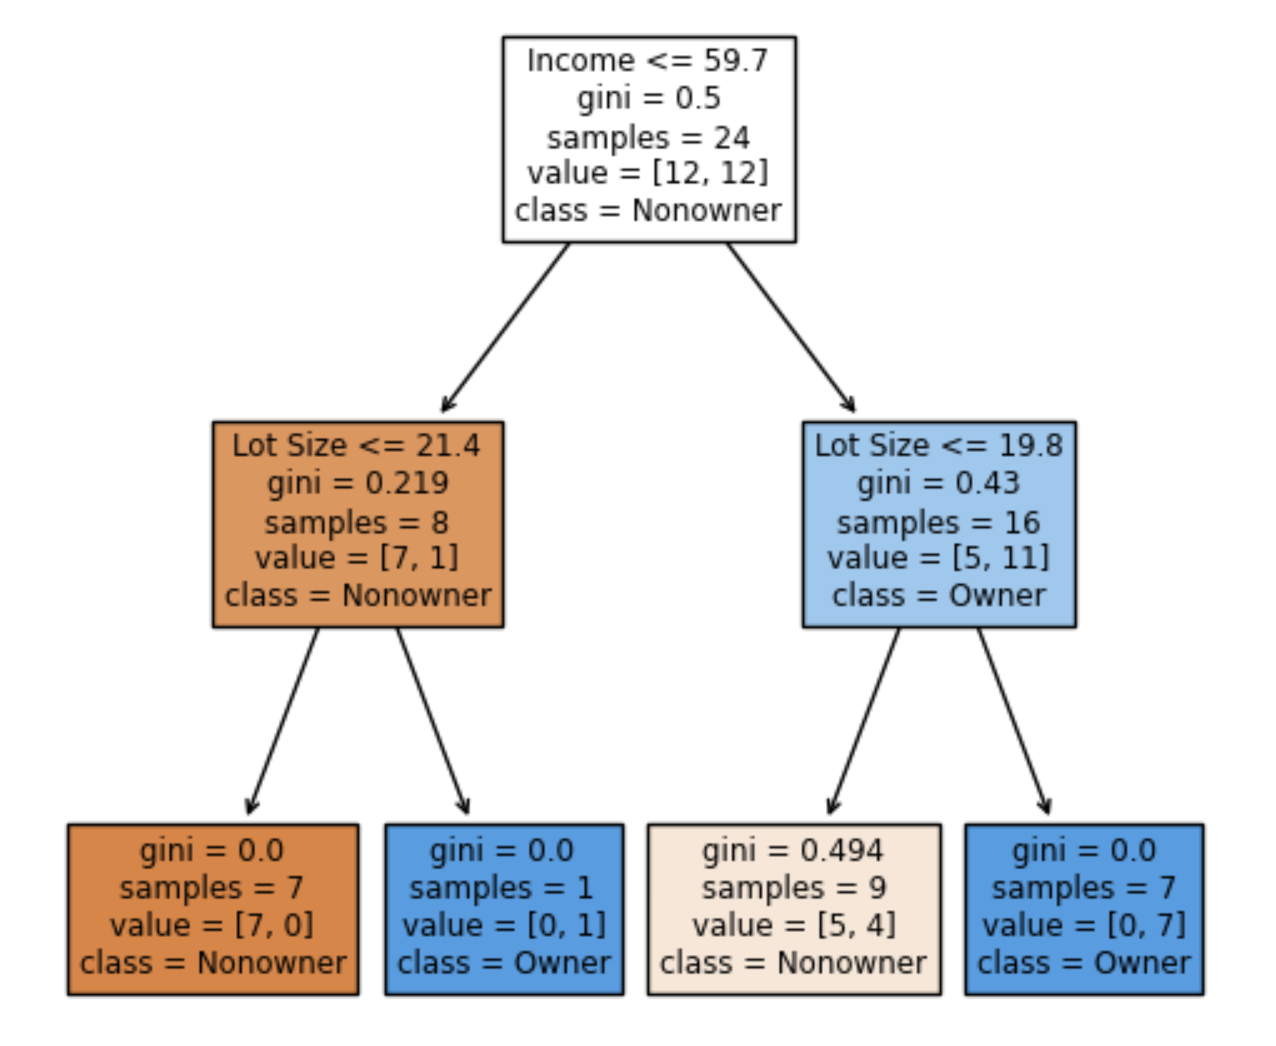 Income <= 59.7
gini = 0.5
samples = 24
value = [12, 12]
class = Nonowner
Lot Size <= 21.4
gini = 0.219
samples = 8
value = [7, 1]
class = Nonowner
Lot Size <= 19.8
gini = 0.43
samples = 16
value = [5, 11]
class = Owner
gini = 0.0
samples = 7
value = [7, 0]
class = Nonowner
gini = 0.0
samples = 1
value = [0, 1]
class = Owner
gini = 0.494
samples = 9
value = [5, 4]
class = Nonowner
gini = 0.0
samples = 7
value = [0, 7]
class = Owner